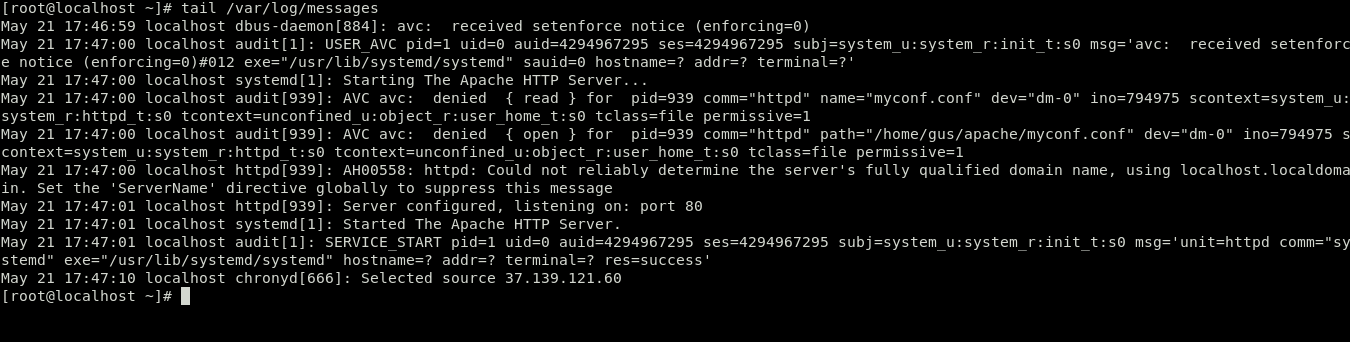 [root@localhost ~]# tail /var/log/messages
May 21 17:46:59 localhost dbus-daemon[884]: avc:  received setenforce notice (enforcing=0)
May 21 17:47:00 localhost audit[1]: USER_AVC pid=1 uid=0 auid=4294967295 ses=4294967295 subj=system_u:system_r:init_t:s0 msg='avc:  received setenforc
e notice (enforcing=0)#012 exe="/usr/lib/systemd/systemd" sauid=0 hostname=? addr=? terminal=?'
May 21 17:47:00 localhost systemd[1]: Starting The Apache HTTP Server...
May 21 17:47:00 localhost audit[939]: AVC avc:  denied  { read } for  pid=939 comm="httpd" name="myconf.conf" dev="dm-0" ino=794975 scontext=system_u:
system_r:httpd_t:s0 tcontext=unconfined_u:object_r:user_home_t:s0 tclass=file permissive=1
May 21 17:47:00 localhost audit[939]: AVC avc:  denied  { open } for  pid=939 comm="httpd" path="/home/gus/apache/myconf.conf" dev="dm-0" ino=794975 s
context=system_u:system_r:httpd_t:s0 tcontext=unconfined_u:object_r:user_home_t:s0 tclass=file permissive=1
May 21 17:47:00 localhost httpd[939]: AH00558: httpd: Could not reliably determine the server's fully qualified domain name, using localhost.localdoma
in. Set the 'ServerName' directive globally to suppress this message
May 21 17:47:01 localhost httpd[939]: Server configured, listening on: port 80
May 21 17:47:01 localhost systemd[1]: Started The Apache HTTP Server.
May 21 17:47:01 localhost audit[1]: SERVICE_START pid=1 uid=0 auid=4294967295 ses=4294967295 subj=system_u:system_r:init_t:s0 msg='unit=httpd comm="sy
stemd" exe="/usr/lib/systemd/systemd" hostname=? addr=? terminal=? res=success'
May 21 17:47:10 localhost chronyd[666]: Selected source 37.139.121.60
[root@localhost ~]#